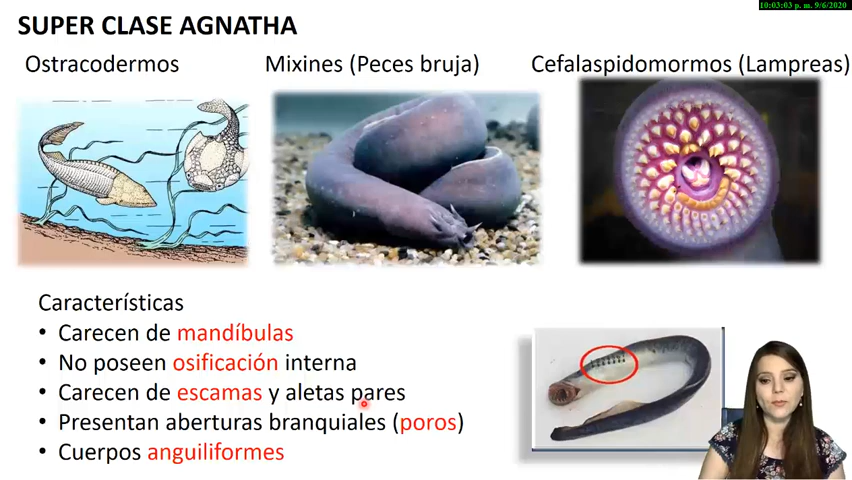 10:03:03 p. m. 9/6/2020
SUPER CLASE AGNATHA
Ostracodermos
Mixines (Peces bruja)
Cefalaspidomormos (Lampreas)
Características
• Carecen de mandíbulas
• No poseen osificación interna
• Carecen de escamas y aletas pares
• Presentan aberturas branquiales (poros)
• Cuerpos anguiliformes